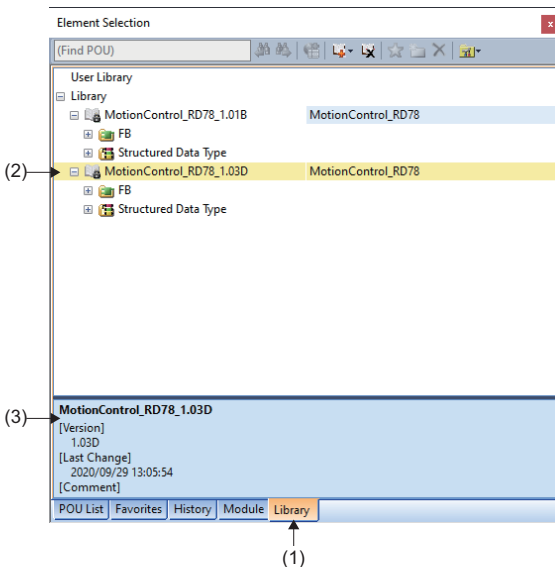 Element Selection
x
(Find POU)
User Library
Library
MotionControl_RD78_1.01B MotionControl_RD78
FB
Structured Data Type
(2)
MotionControl_RD78_1.03D MotionControl_RD78
FB
Structured Data Type
(3)
MotionControl_RD78_1.03D
[Version]
1.03D
[Last Change]
2020/09/29 13:05:54
[Comment]
POU List Favorites History Module Library
(1)